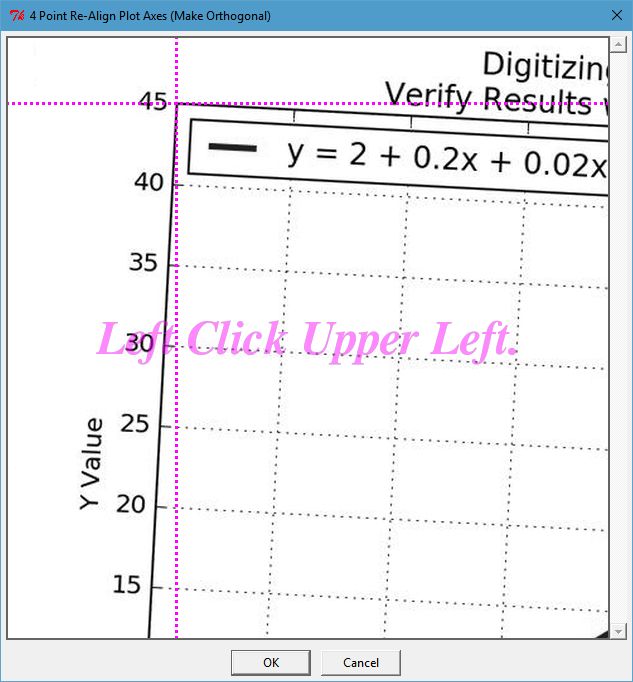 4 Point Re-Align Plot Axes (Make Orthogonal)
Digitizing
Verify Results
45
y = 2 + 0.2x + 0.02x
40
35
Left Click Upper Left.
30
25
Y Value
20
15
OK
Cancel